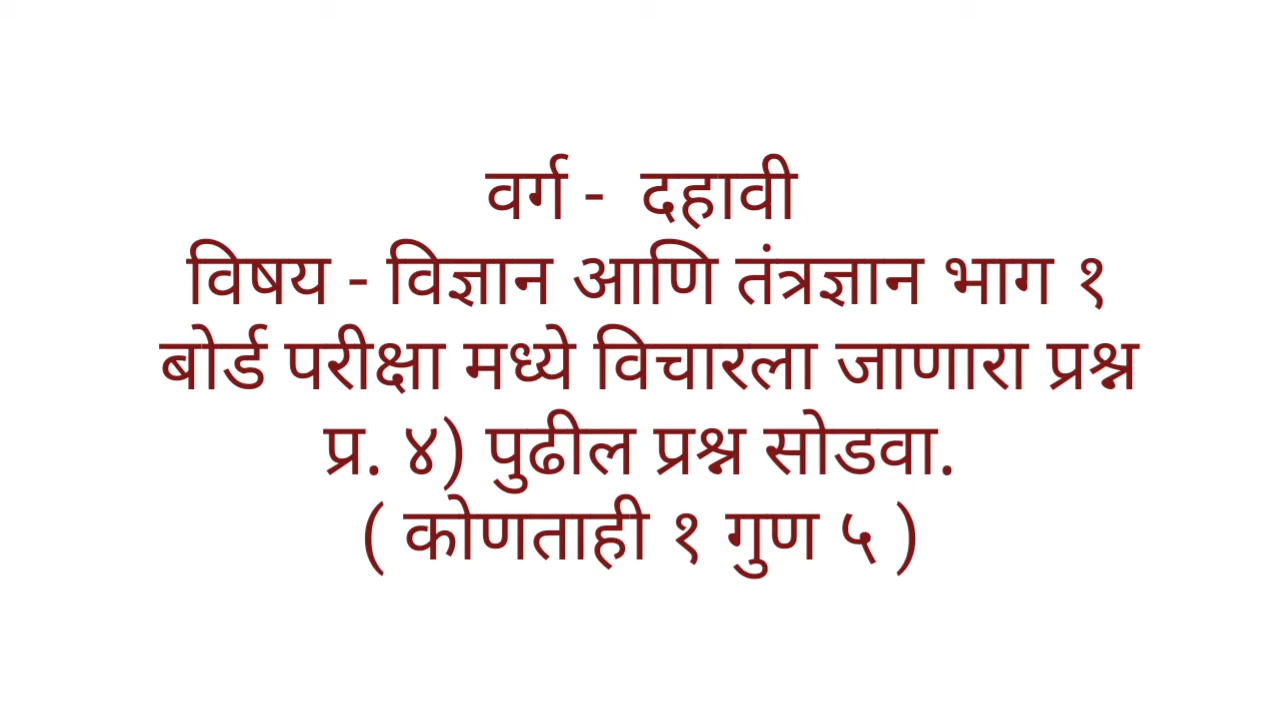 वर्ग - दहावी
विषय - विज्ञान आणि तंत्रज्ञान भाग १
बोर्ड परीक्षा मध्ये विचारला जाणारा प्रश्न
प्र. ४) पुढील प्रश्न सोडवा.
( कोणताही १ गुण ५ )